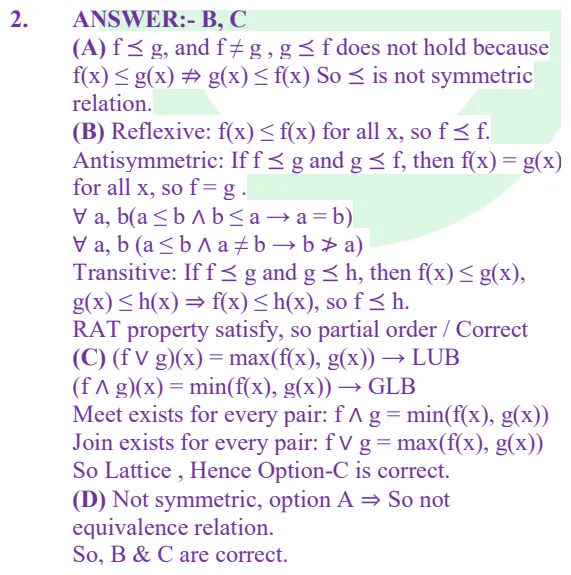 2. ANSWER:- B, C
(A) f ⪯ g, and f ≠ g , g ⪯ f does not hold because
f(x) ≤ g(x) ⇏ g(x) ≤ f(x) So ⪯ is not symmetric
relation.
(B) Reflexive: f(x) ≤ f(x) for all x, so f ⪯ f.
Antisymmetric: If f ⪯ g and g ⪯ f, then f(x) = g(x)
for all x, so f = g .
∀ a, b(a ≤ b ∧ b ≤ a → a = b)
∀ a, b (a ≤ b ∧ a ≠ b → b ≯ a)
Transitive: If f ⪯ g and g ⪯ h, then f(x) ≤ g(x),
g(x) ≤ h(x) ⇒ f(x) ≤ h(x), so f ⪯ h.
RAT property satisfy, so partial order / Correct
(C) (f ∨ g)(x) = max(f(x), g(x)) → LUB
(f ∧ g)(x) = min(f(x), g(x)) → GLB
Meet exists for every pair: f ∧ g = min(f(x), g(x))
Join exists for every pair: f ∨ g = max(f(x), g(x))
So Lattice , Hence Option-C is correct.
(D) Not symmetric, option A ⇒ So not
equivalence relation.
So, B & C are correct.